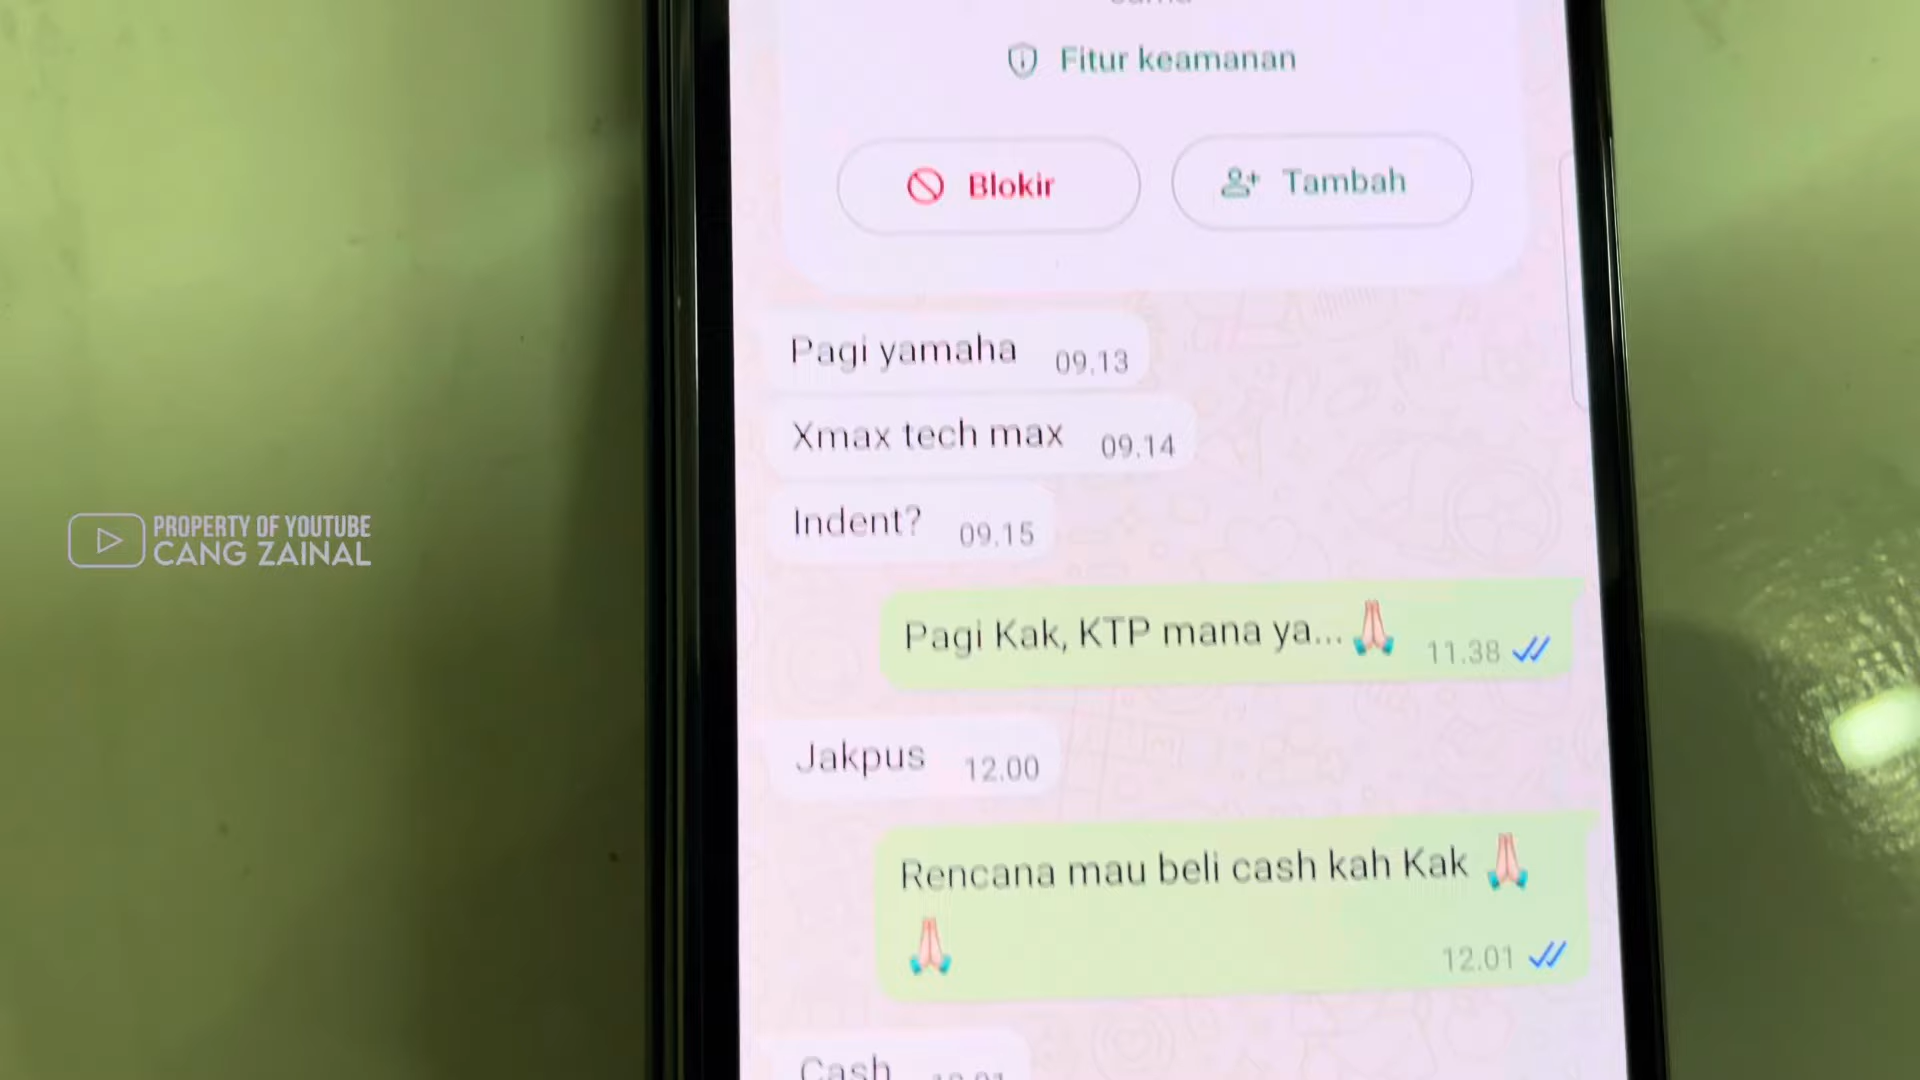 Fitur keamanan
Blokir
Tambah
Pagi yamaha 09.13
Xmax tech max 09.14
Indent? 09.15
Pagi Kak, KTP mana ya...🙏🏻 11.38
Jakpus 12.00
Rencana mau beli cash kah Kak 🙏🏻
🙏🏻 12.01
Cash
PROPERTY OF YOUTUBE
CANG ZAINAL